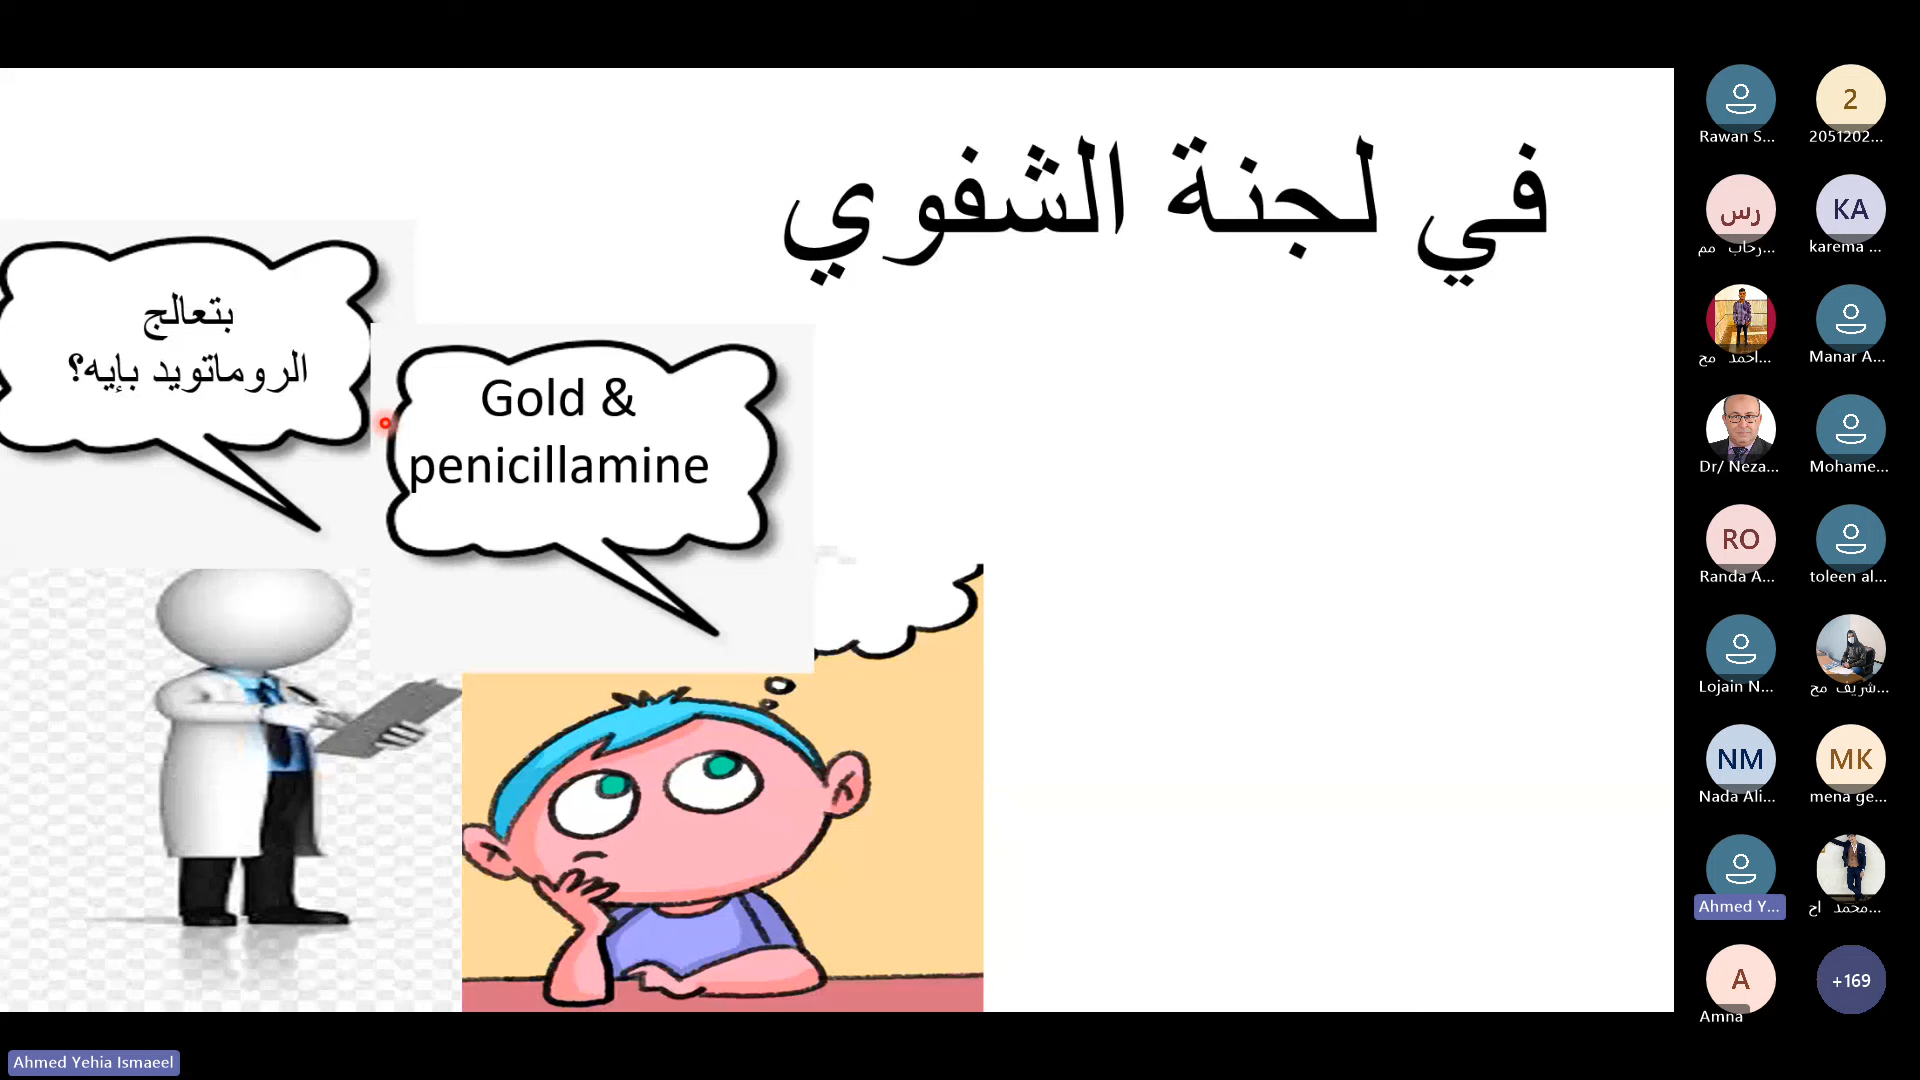 في لجنة الشفوي
بتعالج
الروماتويد بإيه؟
Gold &
penicillamine
Rawan S...
2
2051202...
رس
رحاب مم...
KA
karema ...
احمد مح...
Manar A...
Dr/ Neza...
Mohame...
RO
Randa A...
toleen al...
Lojain N...
شريف مح...
NM
Nada Ali...
MK
mena ge...
Ahmed Y...
محمد اح...
A
Amna
+169
Ahmed Yehia Ismaeel